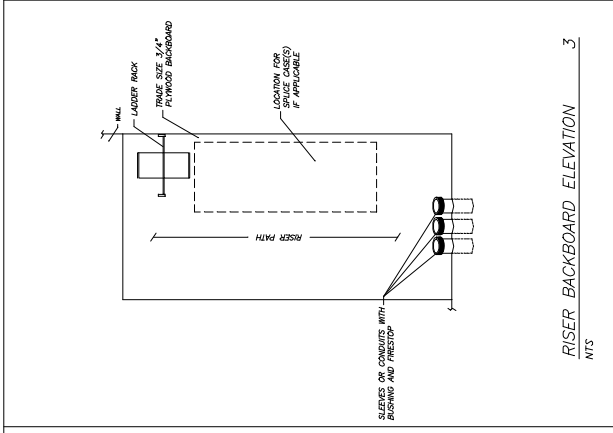 WALL
LADDER RACK
TRADE SIZE 3/4"
PLYWOOD BACKBOARD
LOCATION FOR
SPLICE CASE(S)
IF APPLICABLE
RISER PATH
SLEEVES OR CONDUITS WITH
BUSHING AND FIRESTOP
RISER BACKBOARD ELEVATION 3
NTS